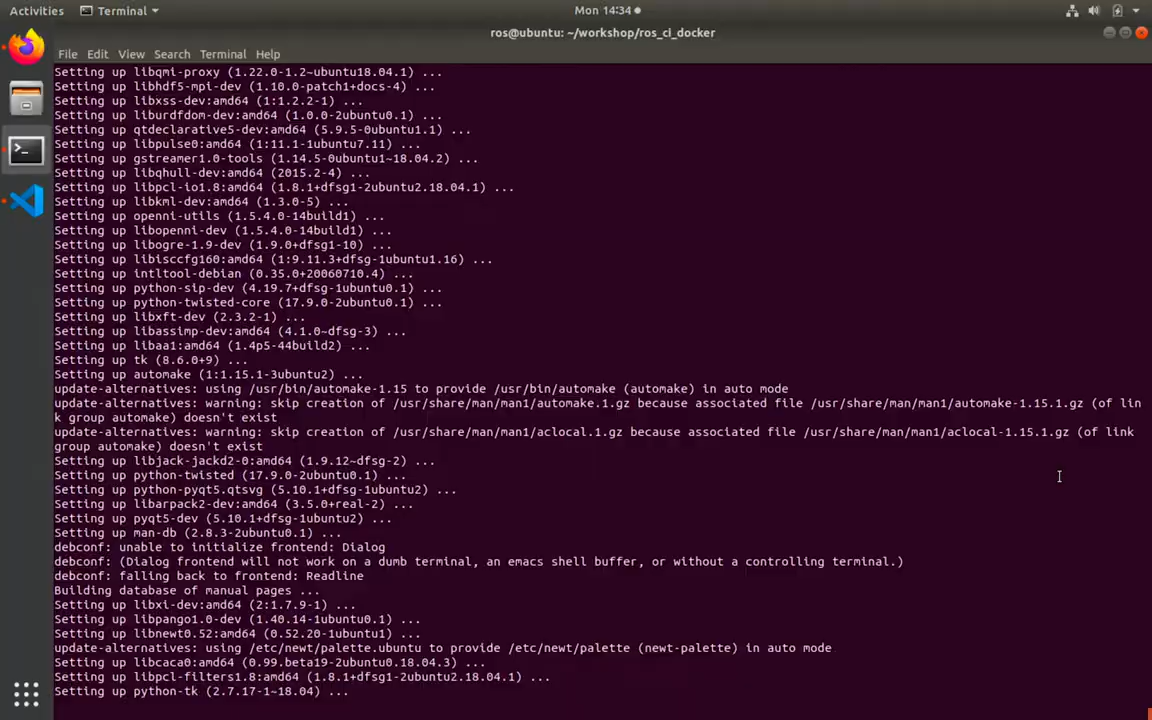 Activities Terminal Mon 14:34
ros@ubuntu: ~/workshop/ros_ci_docker
File Edit View Search Terminal Help
Setting up libqmi-proxy (1.22.0-1.2~ubuntu18.04.1) ...
Setting up libhdf5-mpi-dev (1.10.0-patch1+docs-4) ...
Setting up libxss-dev:amd64 (1:1.2.2-1) ...
Setting up liburdfdom-dev:amd64 (1.0.0-2ubuntu0.1) ...
Setting up qtdeclarative5-dev:amd64 (5.9.5-0ubuntu1.1) ...
Setting up libpulse0:amd64 (1:11.1-1ubuntu7.11) ...
Setting up gstreamer1.0-tools (1.14.5-0ubuntu1~18.04.2) ...
Setting up libqhull-dev:amd64 (2015.2-4) ...
Setting up libpcl-io1.8:amd64 (1.8.1+dfsg1-2ubuntu2.18.04.1) ...
Setting up libkml-dev:amd64 (1.3.0-5) ...
Setting up openni-utils (1.5.4.0-14build1) ...
Setting up libopenni-dev (1.5.4.0-14build1) ...
Setting up libogre-1.9-dev (1.9.0+dfsg1-10) ...
Setting up libisccfg160:amd64 (1:9.11.3+dfsg-1ubuntu1.16) ...
Setting up intltool-debian (0.35.0+20060710.4) ...
Setting up python-sip-dev (4.19.7+dfsg-1ubuntu0.1) ...
Setting up python-twisted-core (17.9.0-2ubuntu0.1) ...
Setting up libxft-dev (2.3.2-1) ...
Setting up libassimp-dev:amd64 (4.1.0~dfsg-3) ...
Setting up libaa1:amd64 (1.4p5-44build2) ...
Setting up tk (8.6.0+9) ...
Setting up automake (1:1.15.1-3ubuntu2) ...
update-alternatives: using /usr/bin/automake-1.15 to provide /usr/bin/automake (automake) in auto mode
update-alternatives: warning: skip creation of /usr/share/man/man1/automake.1.gz because associated file /usr/share/man/man1/automake-1.15.1.gz (of lin
k group automake) doesn't exist
update-alternatives: warning: skip creation of /usr/share/man/man1/aclocal.1.gz because associated file /usr/share/man/man1/aclocal-1.15.1.gz (of link
group automake) doesn't exist
Setting up libjack-jackd2-0:amd64 (1.9.12~dfsg-2) ...
Setting up python-twisted (17.9.0-2ubuntu0.1) ...
Setting up python-pyqt5.qtsvg (5.10.1+dfsg-1ubuntu2) ...
Setting up libarpack2-dev:amd64 (3.5.0+real-2) ...
Setting up pyqt5-dev (5.10.1+dfsg-1ubuntu2) ...
Setting up man-db (2.8.3-2ubuntu0.1) ...
debconf: unable to initialize frontend: Dialog
debconf: (Dialog frontend will not work on a dumb terminal, an emacs shell buffer, or without a controlling terminal.)
debconf: falling back to frontend: Readline
Building database of manual pages ...
Setting up libxi-dev:amd64 (2:1.7.9-1) ...
Setting up libpango1.0-dev (1.40.14-1ubuntu0.1) ...
Setting up libnewt0.52:amd64 (0.52.20-1ubuntu1) ...
update-alternatives: using /etc/newt/palette.ubuntu to provide /etc/newt/palette (newt-palette) in auto mode
Setting up libcaca0:amd64 (0.99.beta19-2ubuntu0.18.04.3) ...
Setting up libpcl-filters1.8:amd64 (1.8.1+dfsg1-2ubuntu2.18.04.1) ...
Setting up python-tk (2.7.17-1~18.04) ...